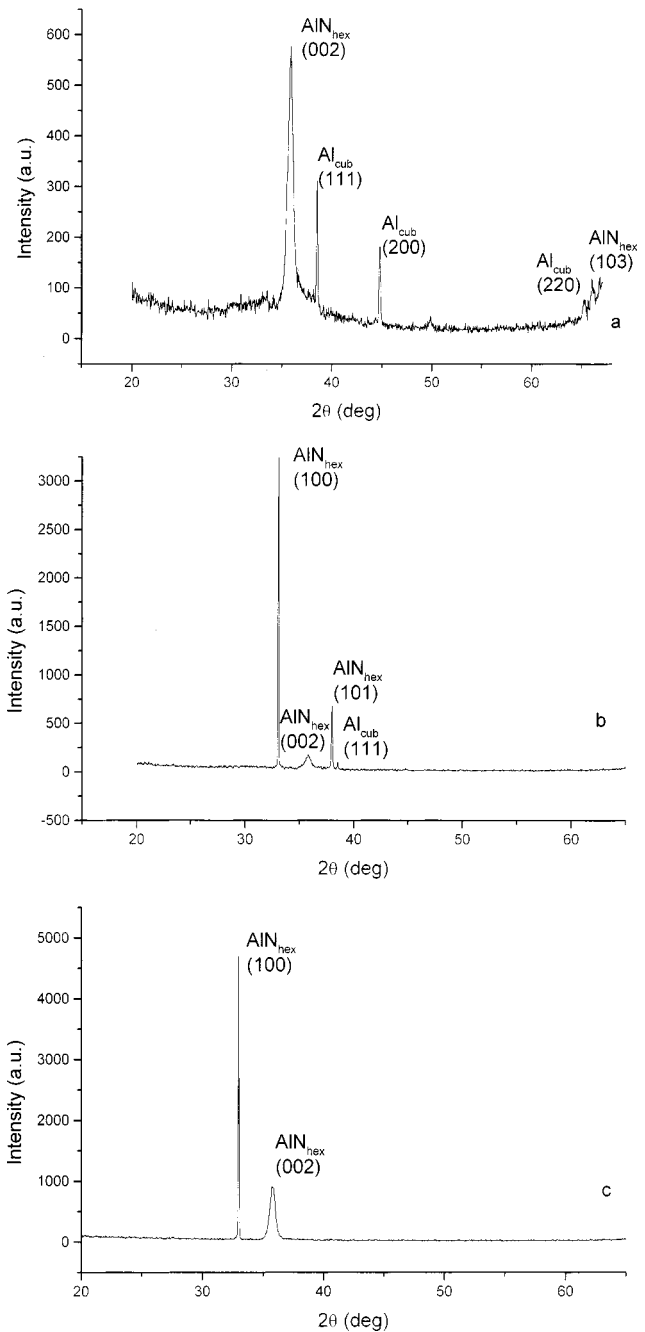 600
500
400
300
200
100
0
Intensity (a.u.)
AlN_hex
(002)
Al_cub
(111)
Al_cub
(200)
Al_cub
(220)
AlN_hex
(103)
a
20 30 40 50 60
2θ (deg)
3000
2500
2000
1500
1000
500
0
-500
Intensity (a.u.)
AlN_hex
(100)
AlN_hex
(002)
AlN_hex
(101)
Al_cub
(111)
b
20 30 40 50 60
2θ (deg)
5000
4000
3000
2000
1000
0
Intensity (a.u.)
AlN_hex
(100)
AlN_hex
(002)
c
20 30 40 50 60
2θ (deg)